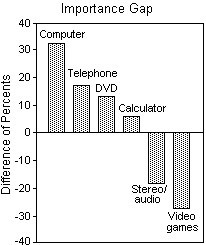 Importance Gap
Difference of Percents
40
30
20
10
0
-10
-20
-30
-40
Computer
Telephone
DVD
Calculator
Stereo/
audio
Video
games